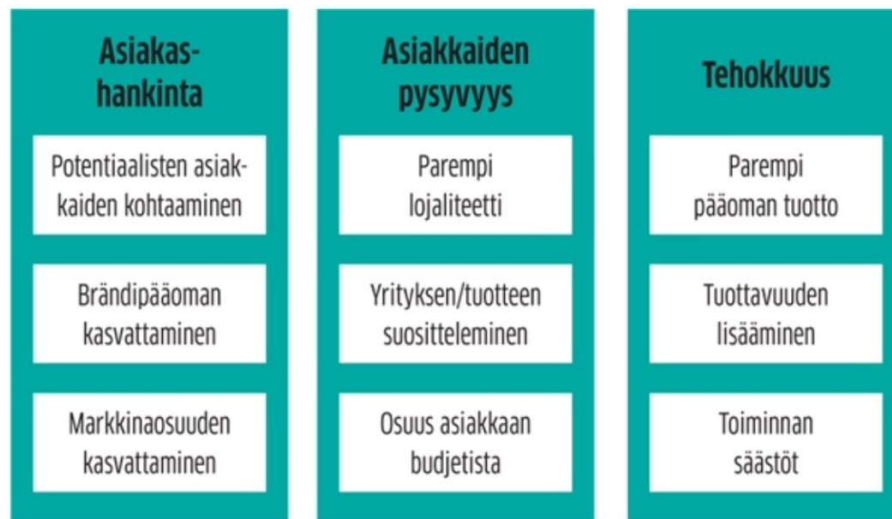 Asiakas-
hankinta
Potentiaalisten asiak-
kaiden kohtaaminen
Brändipääoman
kasvattaminen
Markkinaosuuden
kasvattaminen
Asiakkaiden
pysyvyys
Parempi
lojaliteetti
Yrityksen/tuotteen
suositteleminen
Osuus asiakkaan
budjetista
Tehokkuus
Parempi
pääoman tuotto
Tuottavuuden
lisääminen
Toiminnan
säästöt